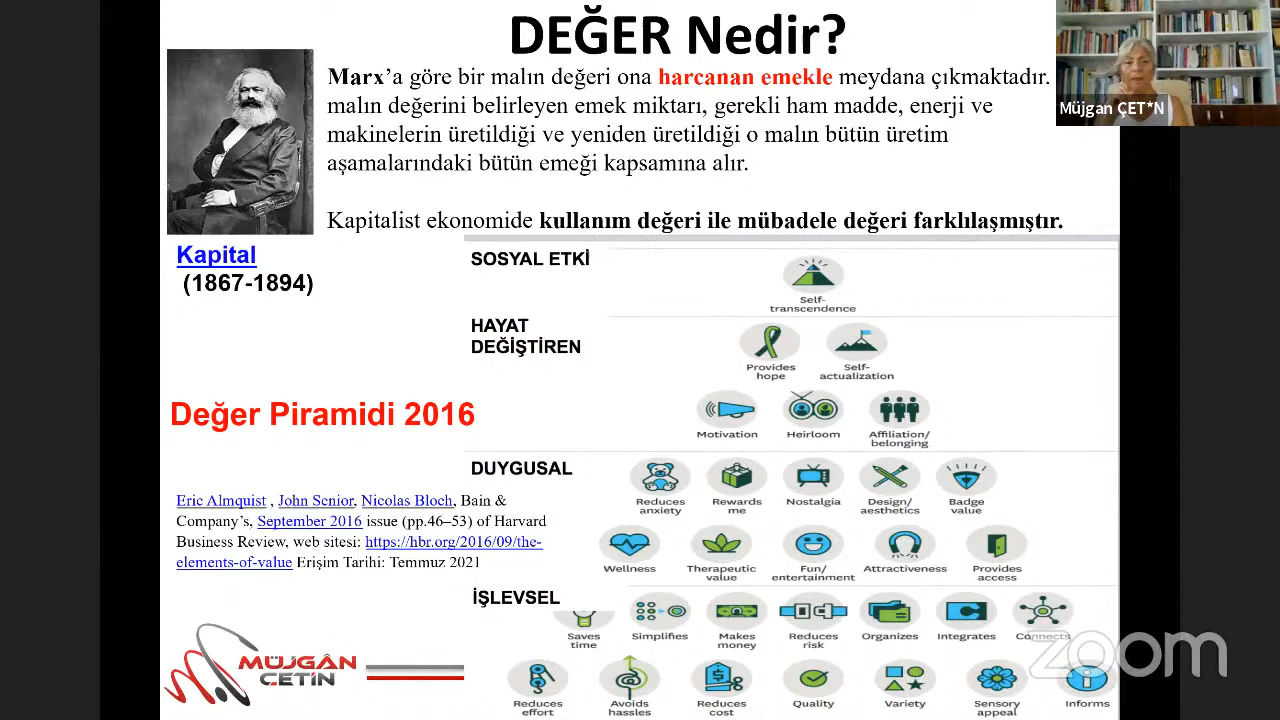 DEĞER Nedir?
Marx'a göre bir malın değeri ona harcanan emekle meydana çıkmaktadır.
malın değerini belirleyen emek miktarı, gerekli ham madde, enerji ve
makinelerin üretildiği ve yeniden üretildiği o malın bütün üretim
aşamalarındaki bütün emeği kapsamına alır.
Kapitalist ekonomide kullanım değeri ile mübadele değeri farklılaşmıştır.
Müjgan ÇET*N
Kapital
(1867-1894)
Değer Piramidi 2016
Eric Almquist , John Senior, Nicolas Bloch, Bain &
Company's, September 2016 issue (pp.46–53) of Harvard
Business Review, web sitesi: https://hbr.org/2016/09/the-
elements-of-value Erişim Tarihi: Temmuz 2021
SOSYAL ETKİ
Self-
transcendence
HAYAT
DEĞİŞTİREN
Provides
hope
Self-
actualization
Motivation
Heirloom
Affiliation/
belonging
DUYGUSAL
Reduces
anxiety
Rewards
me
Nostalgia
Design/
aesthetics
Badge
value
Wellness
Therapeutic
value
Fun/
entertainment
Attractiveness
Provides
access
İŞLEVSEL
Saves
time
Simplifies
Makes
money
Reduces
risk
Organizes
Integrates
Connects
Reduces
effort
Avoids
hassles
Reduces
cost
Quality
Variety
Sensory
appeal
Informs
MÜJGÂN
ÇETİN
zoom